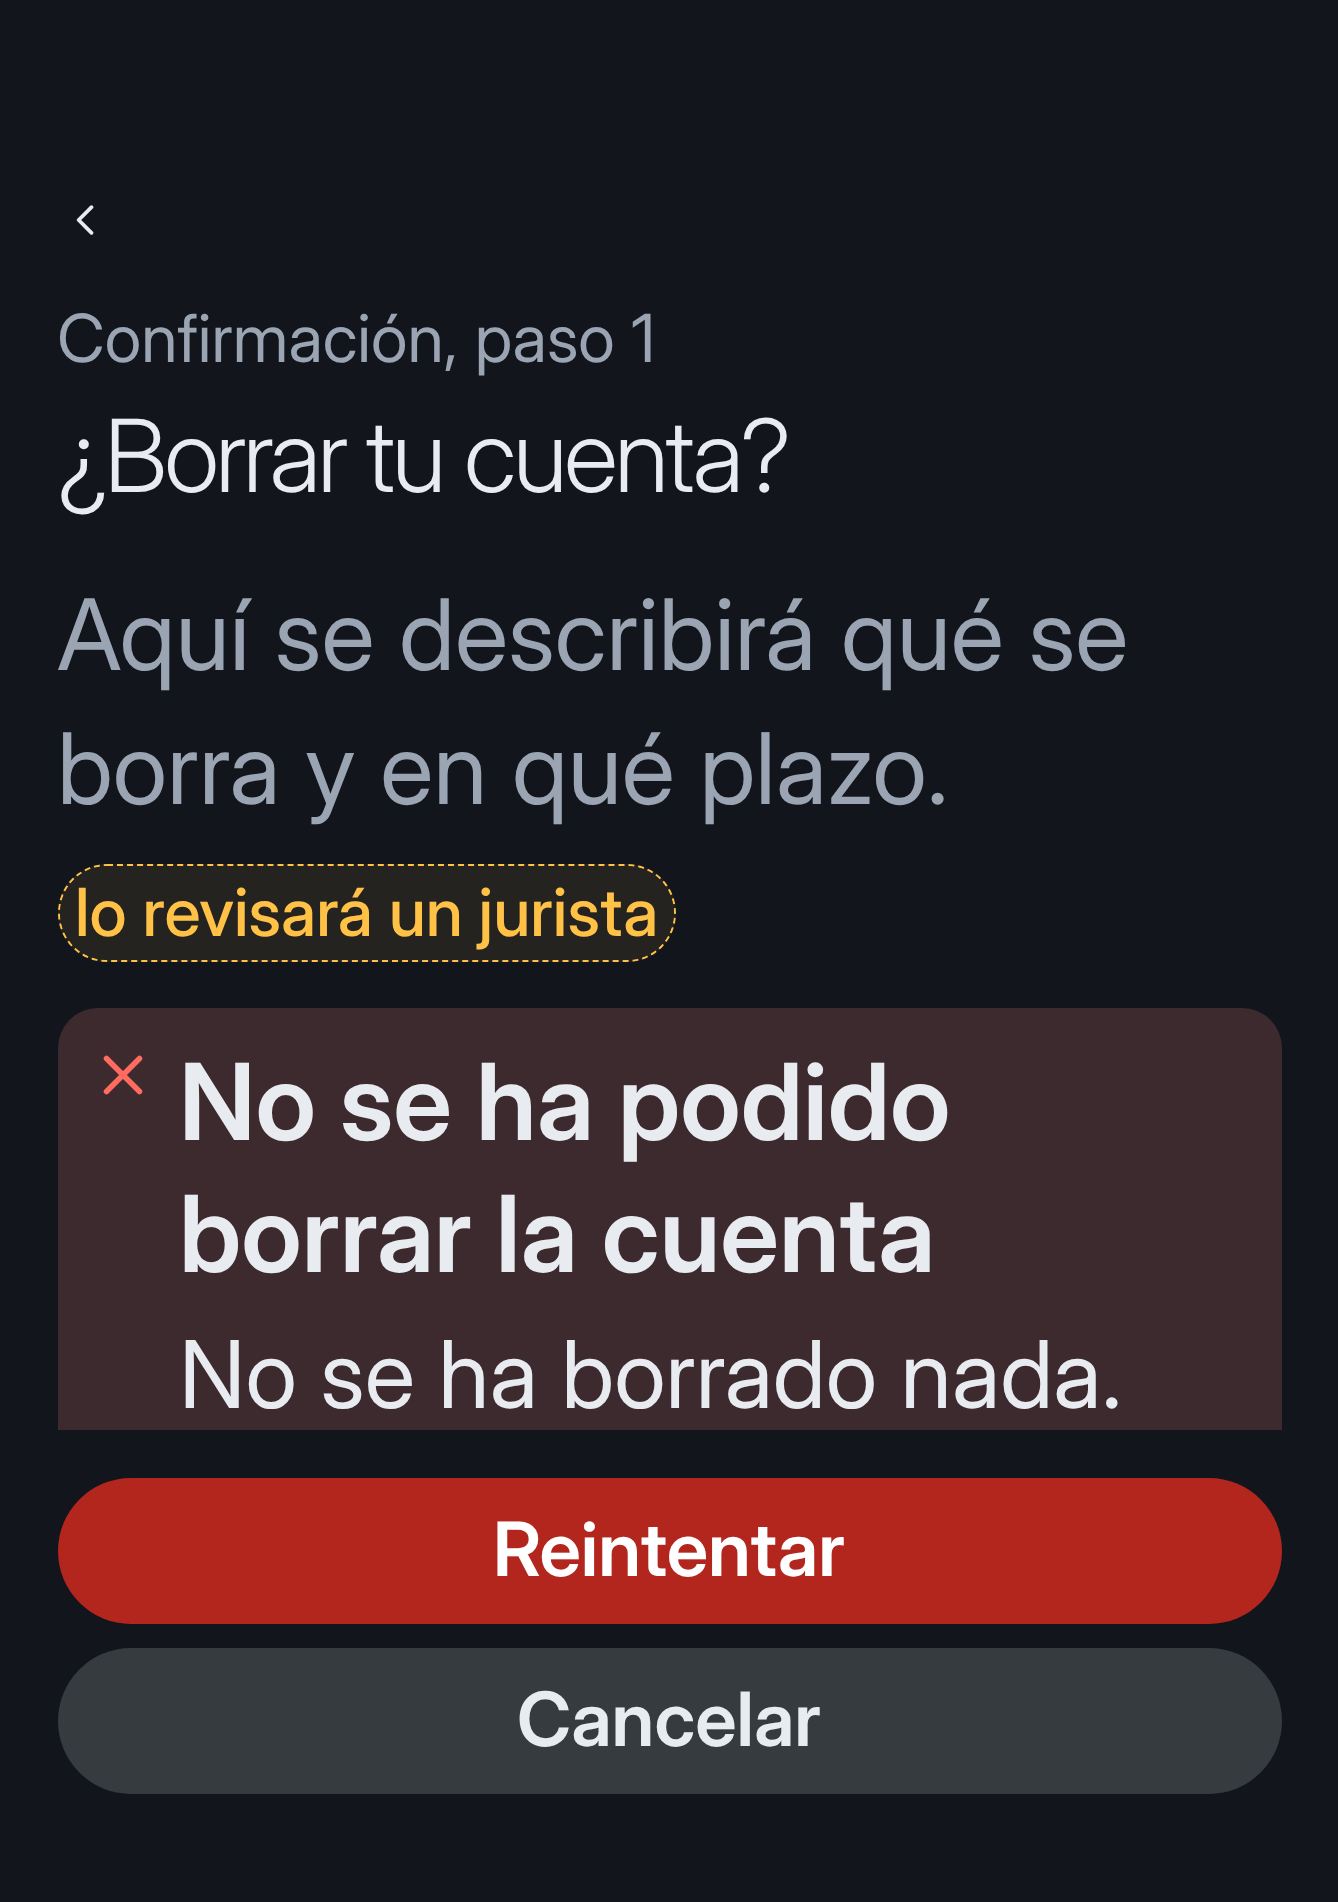 Confirmación, paso 1
¿Borrar tu cuenta?
Aquí se describirá qué se
borra y en qué plazo.
lo revisará un jurista
No se ha podido
borrar la cuenta
No se ha borrado nada.
Reintentar
Cancelar